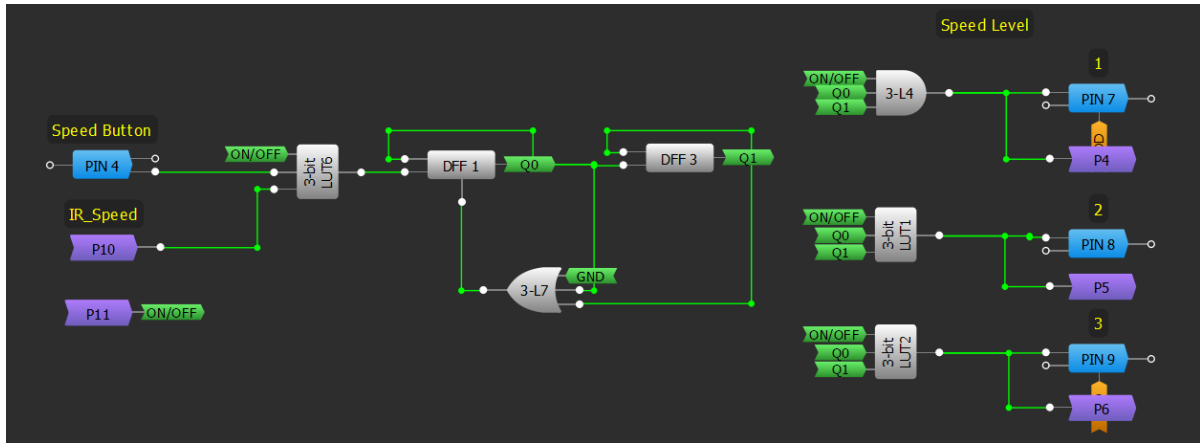 Speed Level
1
ON/OFF
Q0
Q1
3-L4
PIN 7
P4
Speed Button
PIN 4
ON/OFF
3-bit
LUT6
DFF 1
Q0
DFF 3
Q1
IR_Speed
P10
GND
3-L7
P11
ON/OFF
2
ON/OFF
Q0
Q1
3-bit
LUT1
PIN 8
P5
3
ON/OFF
Q0
Q1
3-bit
LUT2
PIN 9
P6